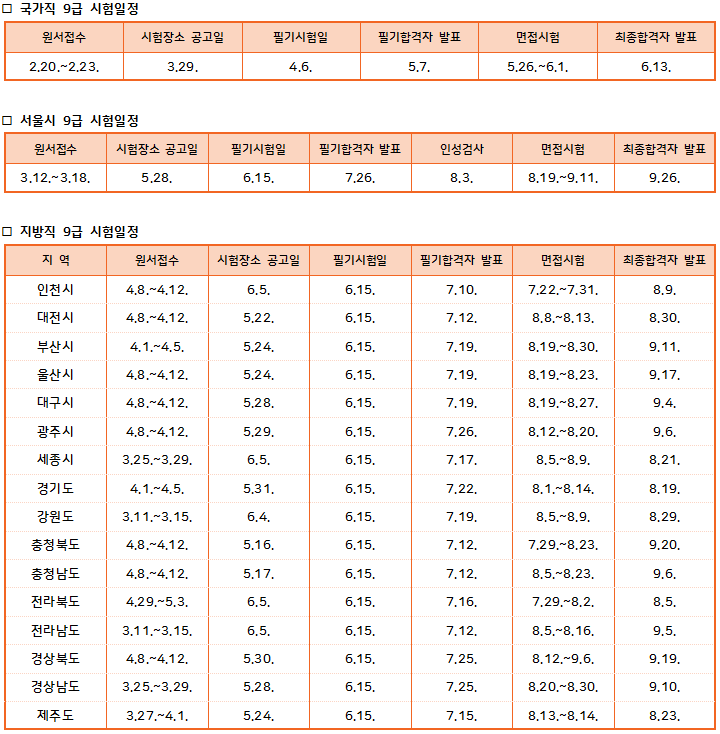 □ 국가직 9급 시험일정
원서접수 시험장소 공고일 필기시험일 필기합격자 발표 면접시험 최종합격자 발표
2.20.~2.23. 3.29. 4.6. 5.7. 5.26.~6.1. 6.13.
□ 서울시 9급 시험일정
원서접수 시험장소 공고일 필기시험일 필기합격자 발표 인성검사 면접시험 최종합격자 발표
3.12.~3.18. 5.28. 6.15. 7.26. 8.3. 8.19.~9.11. 9.26.
□ 지방직 9급 시험일정
지 역 원서접수 시험장소 공고일 필기시험일 필기합격자 발표 면접시험 최종합격자 발표
인천시 4.8.~4.12. 6.5. 6.15. 7.10. 7.22.~7.31. 8.9.
대전시 4.8.~4.12. 5.22. 6.15. 7.12. 8.8.~8.13. 8.30.
부산시 4.1.~4.5. 5.24. 6.15. 7.19. 8.19.~8.30. 9.11.
울산시 4.8.~4.12. 5.24. 6.15. 7.19. 8.19.~8.23. 9.17.
대구시 4.8.~4.12. 5.28. 6.15. 7.19. 8.19.~8.27. 9.4.
광주시 4.8.~4.12. 5.29. 6.15. 7.26. 8.12.~8.20. 9.6.
세종시 3.25.~3.29. 6.5. 6.15. 7.17. 8.5.~8.9. 8.21.
경기도 4.1.~4.5. 5.31. 6.15. 7.22. 8.1.~8.14. 8.19.
강원도 3.11.~3.15. 6.4. 6.15. 7.19. 8.5.~8.9. 8.29.
충청북도 4.8.~4.12. 5.16. 6.15. 7.12. 7.29.~8.23. 9.20.
충청남도 4.8.~4.12. 5.17. 6.15. 7.12. 8.5.~8.23. 9.6.
전라북도 4.29.~5.3. 6.5. 6.15. 7.16. 7.29.~8.2. 8.5.
전라남도 3.11.~3.15. 6.5. 6.15. 7.12. 8.5.~8.16. 9.5.
경상북도 4.8.~4.12. 5.30. 6.15. 7.25. 8.12.~9.6. 9.19.
경상남도 3.25.~3.29. 5.28. 6.15. 7.25. 8.20.~8.30. 9.10.
제주도 3.27.~4.1. 5.24. 6.15. 7.15. 8.13.~8.14. 8.23.